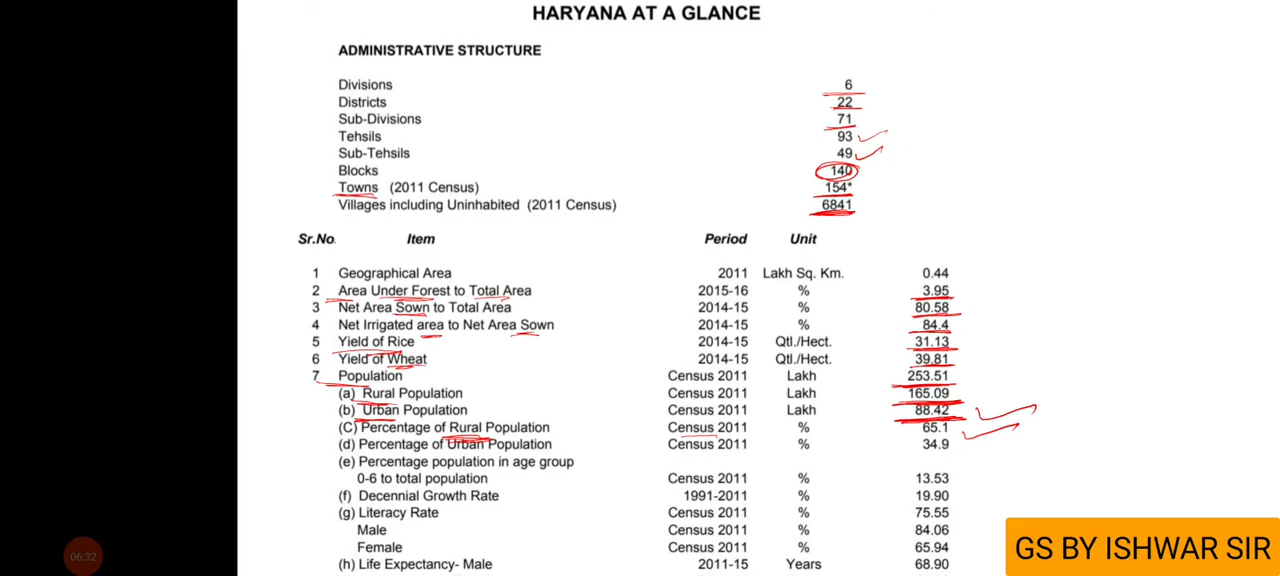 HARYANA AT A GLANCE
ADMINISTRATIVE STRUCTURE
Divisions 6
Districts 22
Sub-Divisions 71
Tehsils 93
Sub-Tehsils 49
Blocks 140
Towns (2011 Census) 154*
Villages including Uninhabited (2011 Census) 6841
Sr.No. Item Period Unit
1 Geographical Area 2011 Lakh Sq. Km. 0.44
2 Area Under Forest to Total Area 2015-16 % 3.95
3 Net Area Sown to Total Area 2014-15 % 80.58
4 Net Irrigated area to Net Area Sown 2014-15 % 84.4
5 Yield of Rice 2014-15 Qtl./Hect. 31.13
6 Yield of Wheat 2014-15 Qtl./Hect. 39.81
7 Population Census 2011 Lakh 253.51
(a) Rural Population Census 2011 Lakh 165.09
(b) Urban Population Census 2011 Lakh 88.42
(C) Percentage of Rural Population Census 2011 % 65.1
(d) Percentage of Urban Population Census 2011 % 34.9
(e) Percentage population in age group
0-6 to total population Census 2011 % 13.53
(f) Decennial Growth Rate 1991-2011 % 19.90
(g) Literacy Rate Census 2011 % 75.55
Male Census 2011 % 84.06
Female Census 2011 % 65.94
(h) Life Expectancy- Male 2011-15 Years 68.90
06:32
GS BY ISHWAR SIR